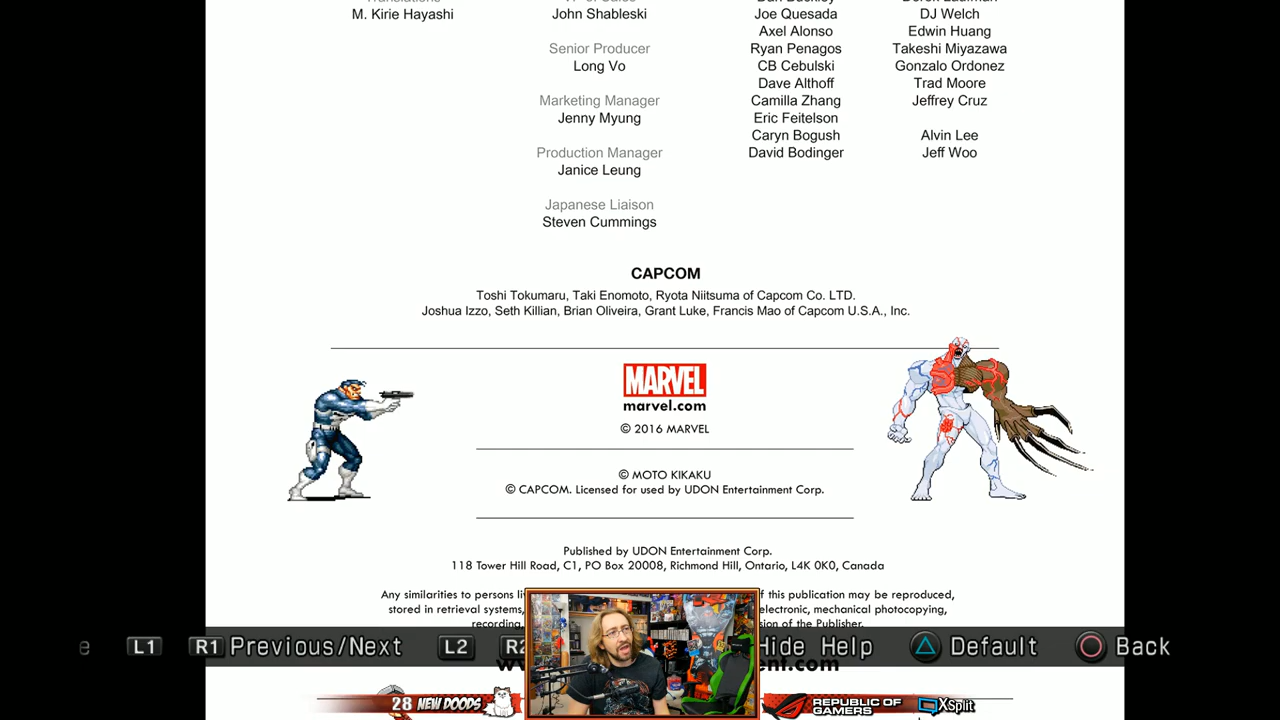 M. Kirie Hayashi
John Shableski
Senior Producer
Long Vo
Marketing Manager
Jenny Myung
Production Manager
Janice Leung
Japanese Liaison
Steven Cummings
Joe Quesada
Axel Alonso
Ryan Penagos
CB Cebulski
Dave Althoff
Camilla Zhang
Eric Feitelson
Caryn Bogush
David Bodinger
DJ Welch
Edwin Huang
Takeshi Miyazawa
Gonzalo Ordonez
Trad Moore
Jeffrey Cruz
Alvin Lee
Jeff Woo
CAPCOM
Toshi Tokumaru, Taki Enomoto, Ryota Niitsuma of Capcom Co. LTD.
Joshua Izzo, Seth Killian, Brian Oliveira, Grant Luke, Francis Mao of Capcom U.S.A., Inc.
MARVEL
marvel.com
© 2016 MARVEL
© MOTO KIKAKU
© CAPCOM. Licensed for used by UDON Entertainment Corp.
Published by UDON Entertainment Corp.
118 Tower Hill Road, C1, PO Box 20008, Richmond Hill, Ontario, L4K 0K0, Canada
Any similarities to persons f this publication may be reproduced,
stored in retrieval systems, electronic, mechanical photocopying,
recording, of the Publisher.
L1 R1 Previous/Next L2 Hide Help Default Back
28 NEW DOODS
REPUBLIC OF
GAMERS
XSplit